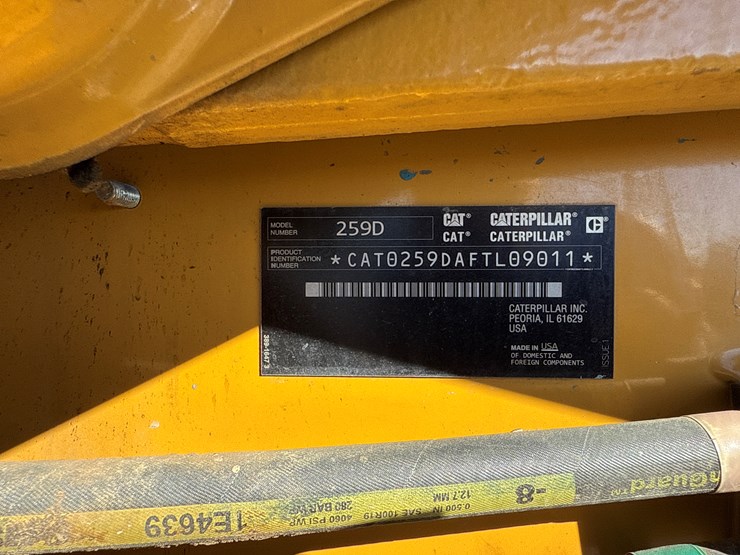 MODEL NUMBER 259D CAT® CATERPILLAR® C®
CAT® CATERPILLAR®
PRODUCT IDENTIFICATION NUMBER *CAT0259DAFTL09011*
CATERPILLAR INC.
PEORIA, IL 61629
USA
MADE IN USA
OF DOMESTIC AND
FOREIGN COMPONENTS
ISSUE
1E4639
4060 PSI WP
280 BAR WP
SAE 100R19
0.500 IN
12.7 MM
-8
Guard™